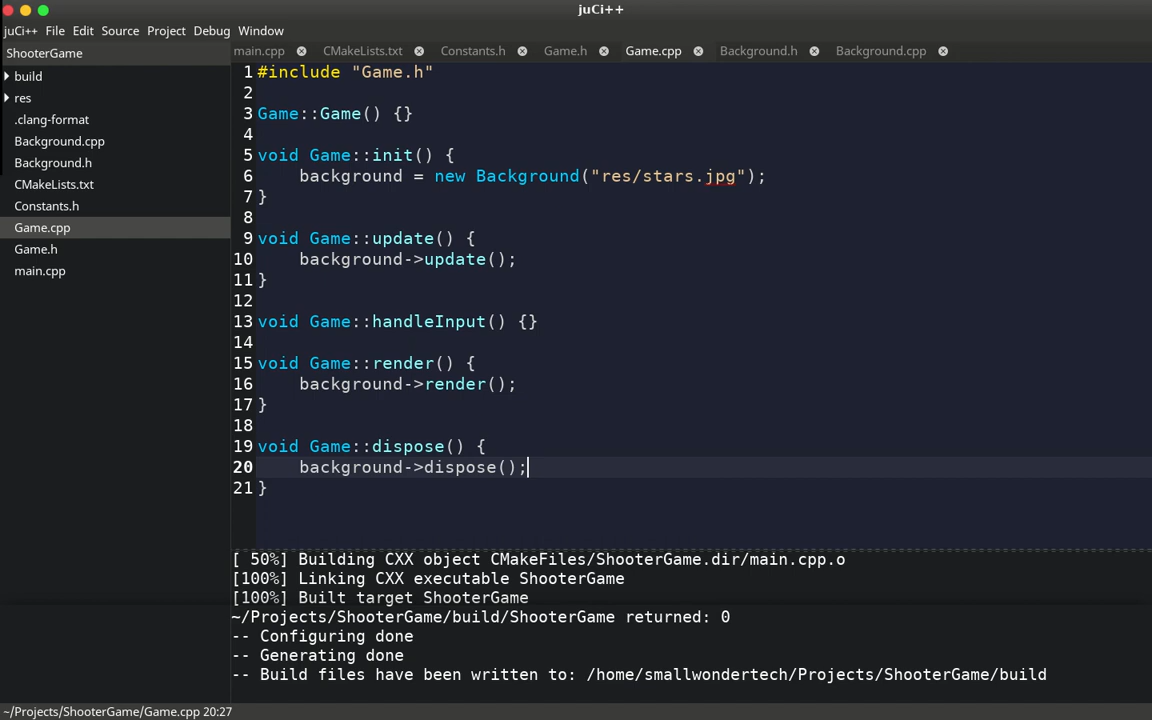 juCi++
juCi++ File Edit Source Project Debug Window
ShooterGame
build
res
.clang-format
Background.cpp
Background.h
CMakeLists.txt
Constants.h
Game.cpp
Game.h
main.cpp
main.cpp CMakeLists.txt Constants.h Game.h Game.cpp Background.h Background.cpp
1 #include "Game.h"
2
3 Game::Game() {}
4
5 void Game::init() {
6 background = new Background("res/stars.jpg");
7 }
8
9 void Game::update() {
10 background->update();
11 }
12
13 void Game::handleInput() {}
14
15 void Game::render() {
16 background->render();
17 }
18
19 void Game::dispose() {
20 background->dispose();
21 }
[ 50%] Building CXX object CMakeFiles/ShooterGame.dir/main.cpp.o
[100%] Linking CXX executable ShooterGame
[100%] Built target ShooterGame
~/Projects/ShooterGame/build/ShooterGame returned: 0
-- Configuring done
-- Generating done
-- Build files have been written to: /home/smallwondertech/Projects/ShooterGame/build
~/Projects/ShooterGame/Game.cpp 20:27